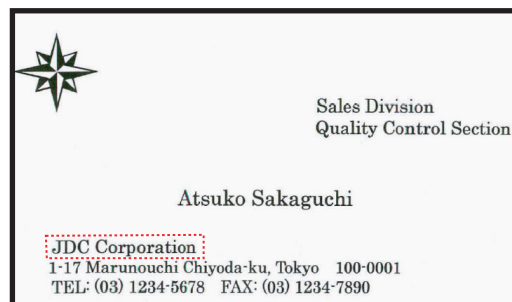 Sales Division
Quality Control Section
Atsuko Sakaguchi
JDC Corporation
1-17 Marunouchi Chiyoda-ku, Tokyo 100-0001
TEL: (03) 1234-5678 FAX: (03) 1234-7890